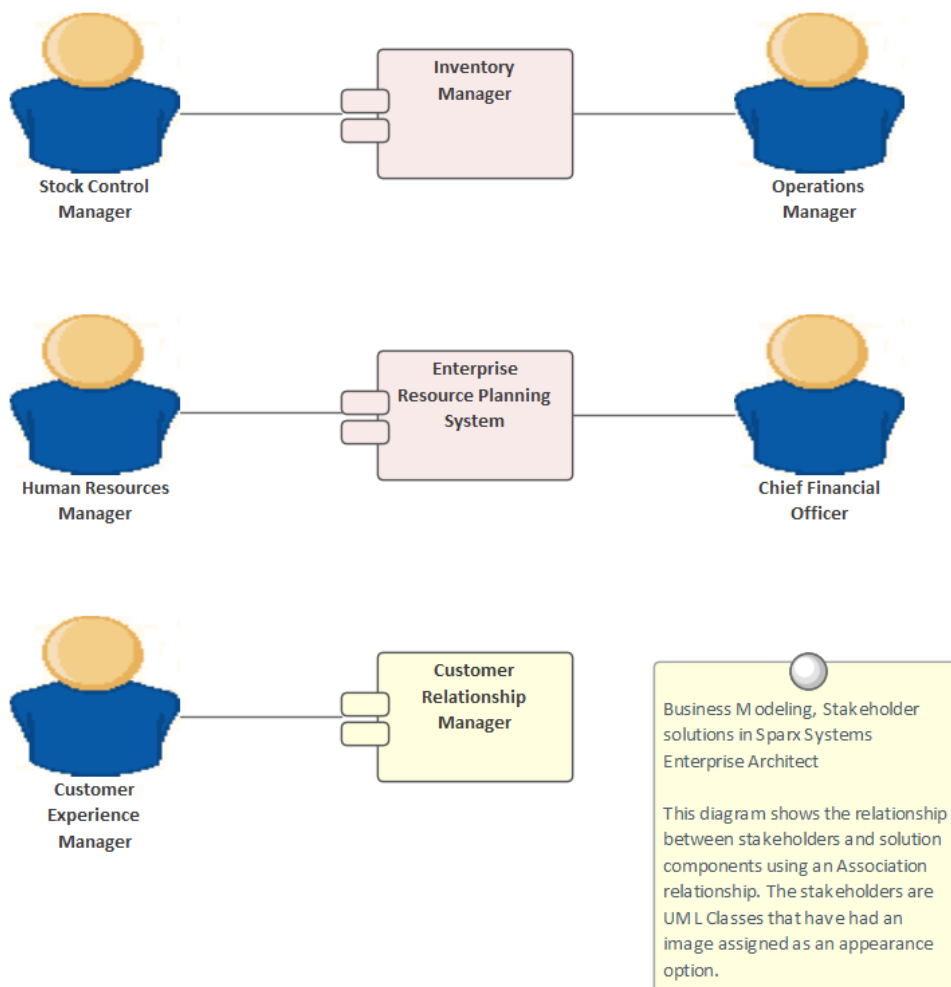 Inventory
Manager
Stock Control
Manager
Operations
Manager
Enterprise
Resource Planning
System
Human Resources
Manager
Chief Financial
Officer
Customer
Relationship
Manager
Customer
Experience
Manager
Business Modeling, Stakeholder
solutions in Sparx Systems
Enterprise Architect
This diagram shows the relationship
between stakeholders and solution
components using an Association
relationship. The stakeholders are
UML Classes that have had an
image assigned as an appearance
option.